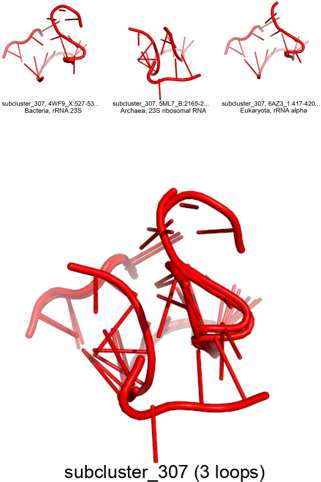 subcluster_307, 4WF9_X:527-53...
Bacteria, rRNA 23S
subcluster_307, 5ML7_B:2165-2...
Archaea, 23S ribosomal RNA
subcluster_307, 6AZ3_1:417-420...
Eukaryota, rRNA alpha
subcluster_307 (3 loops)